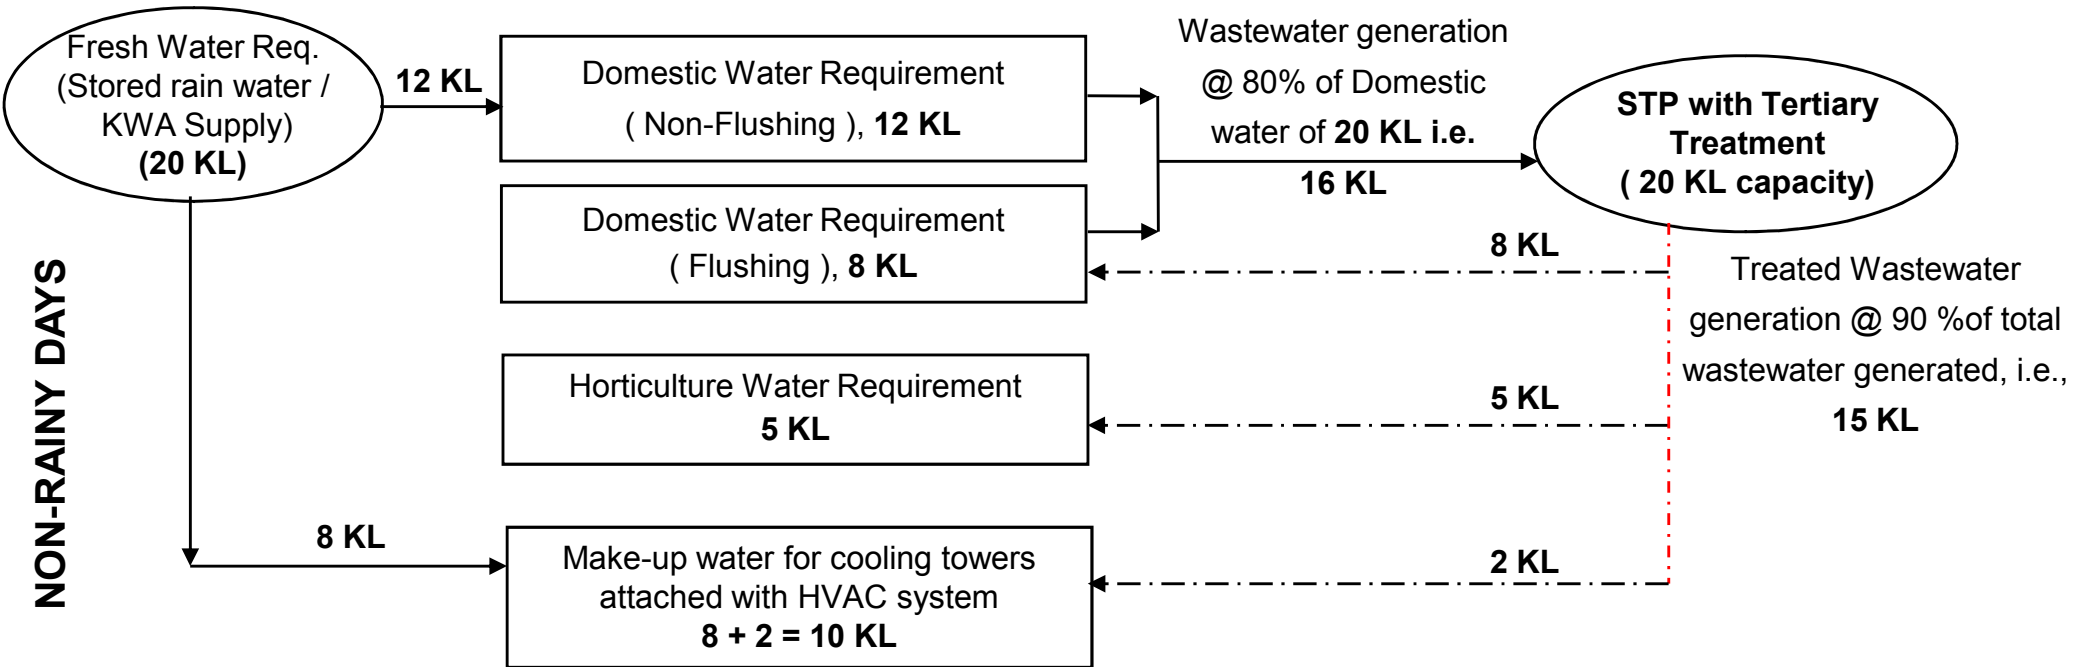 Fresh Water Req.
(Stored rain water /
KWA Supply)
(20 KL)
12 KL
Domestic Water Requirement
( Non-Flushing ), 12 KL
Wastewater generation
@ 80% of Domestic
water of 20 KL i.e.
16 KL
STP with Tertiary
Treatment
( 20 KL capacity)
Domestic Water Requirement
( Flushing ), 8 KL
8 KL
Treated Wastewater
generation @ 90 %of total
wastewater generated, i.e.,
15 KL
NON-RAINY DAYS
Horticulture Water Requirement
5 KL
5 KL
8 KL
Make-up water for cooling towers
attached with HVAC system
8 + 2 = 10 KL
2 KL